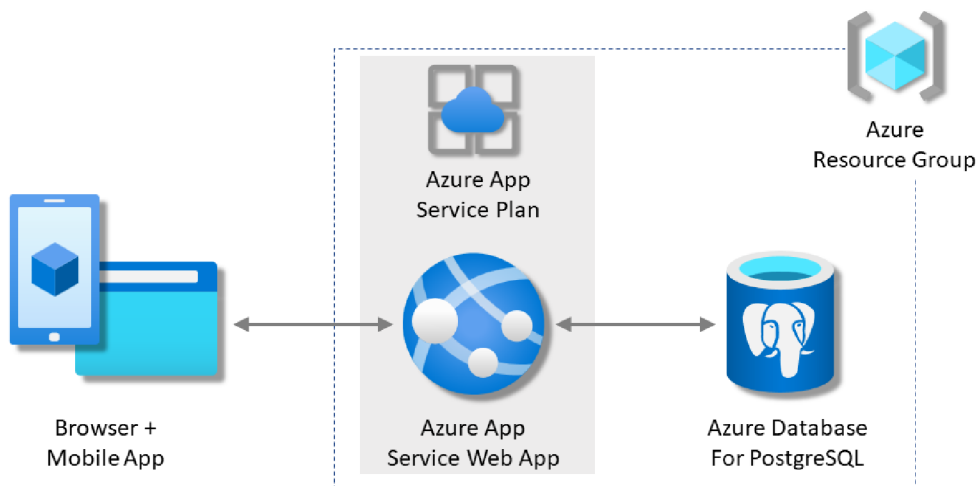 Azure
Resource Group
Azure App
Service Plan
Browser +
Mobile App
Azure App
Service Web App
Azure Database
For PostgreSQL